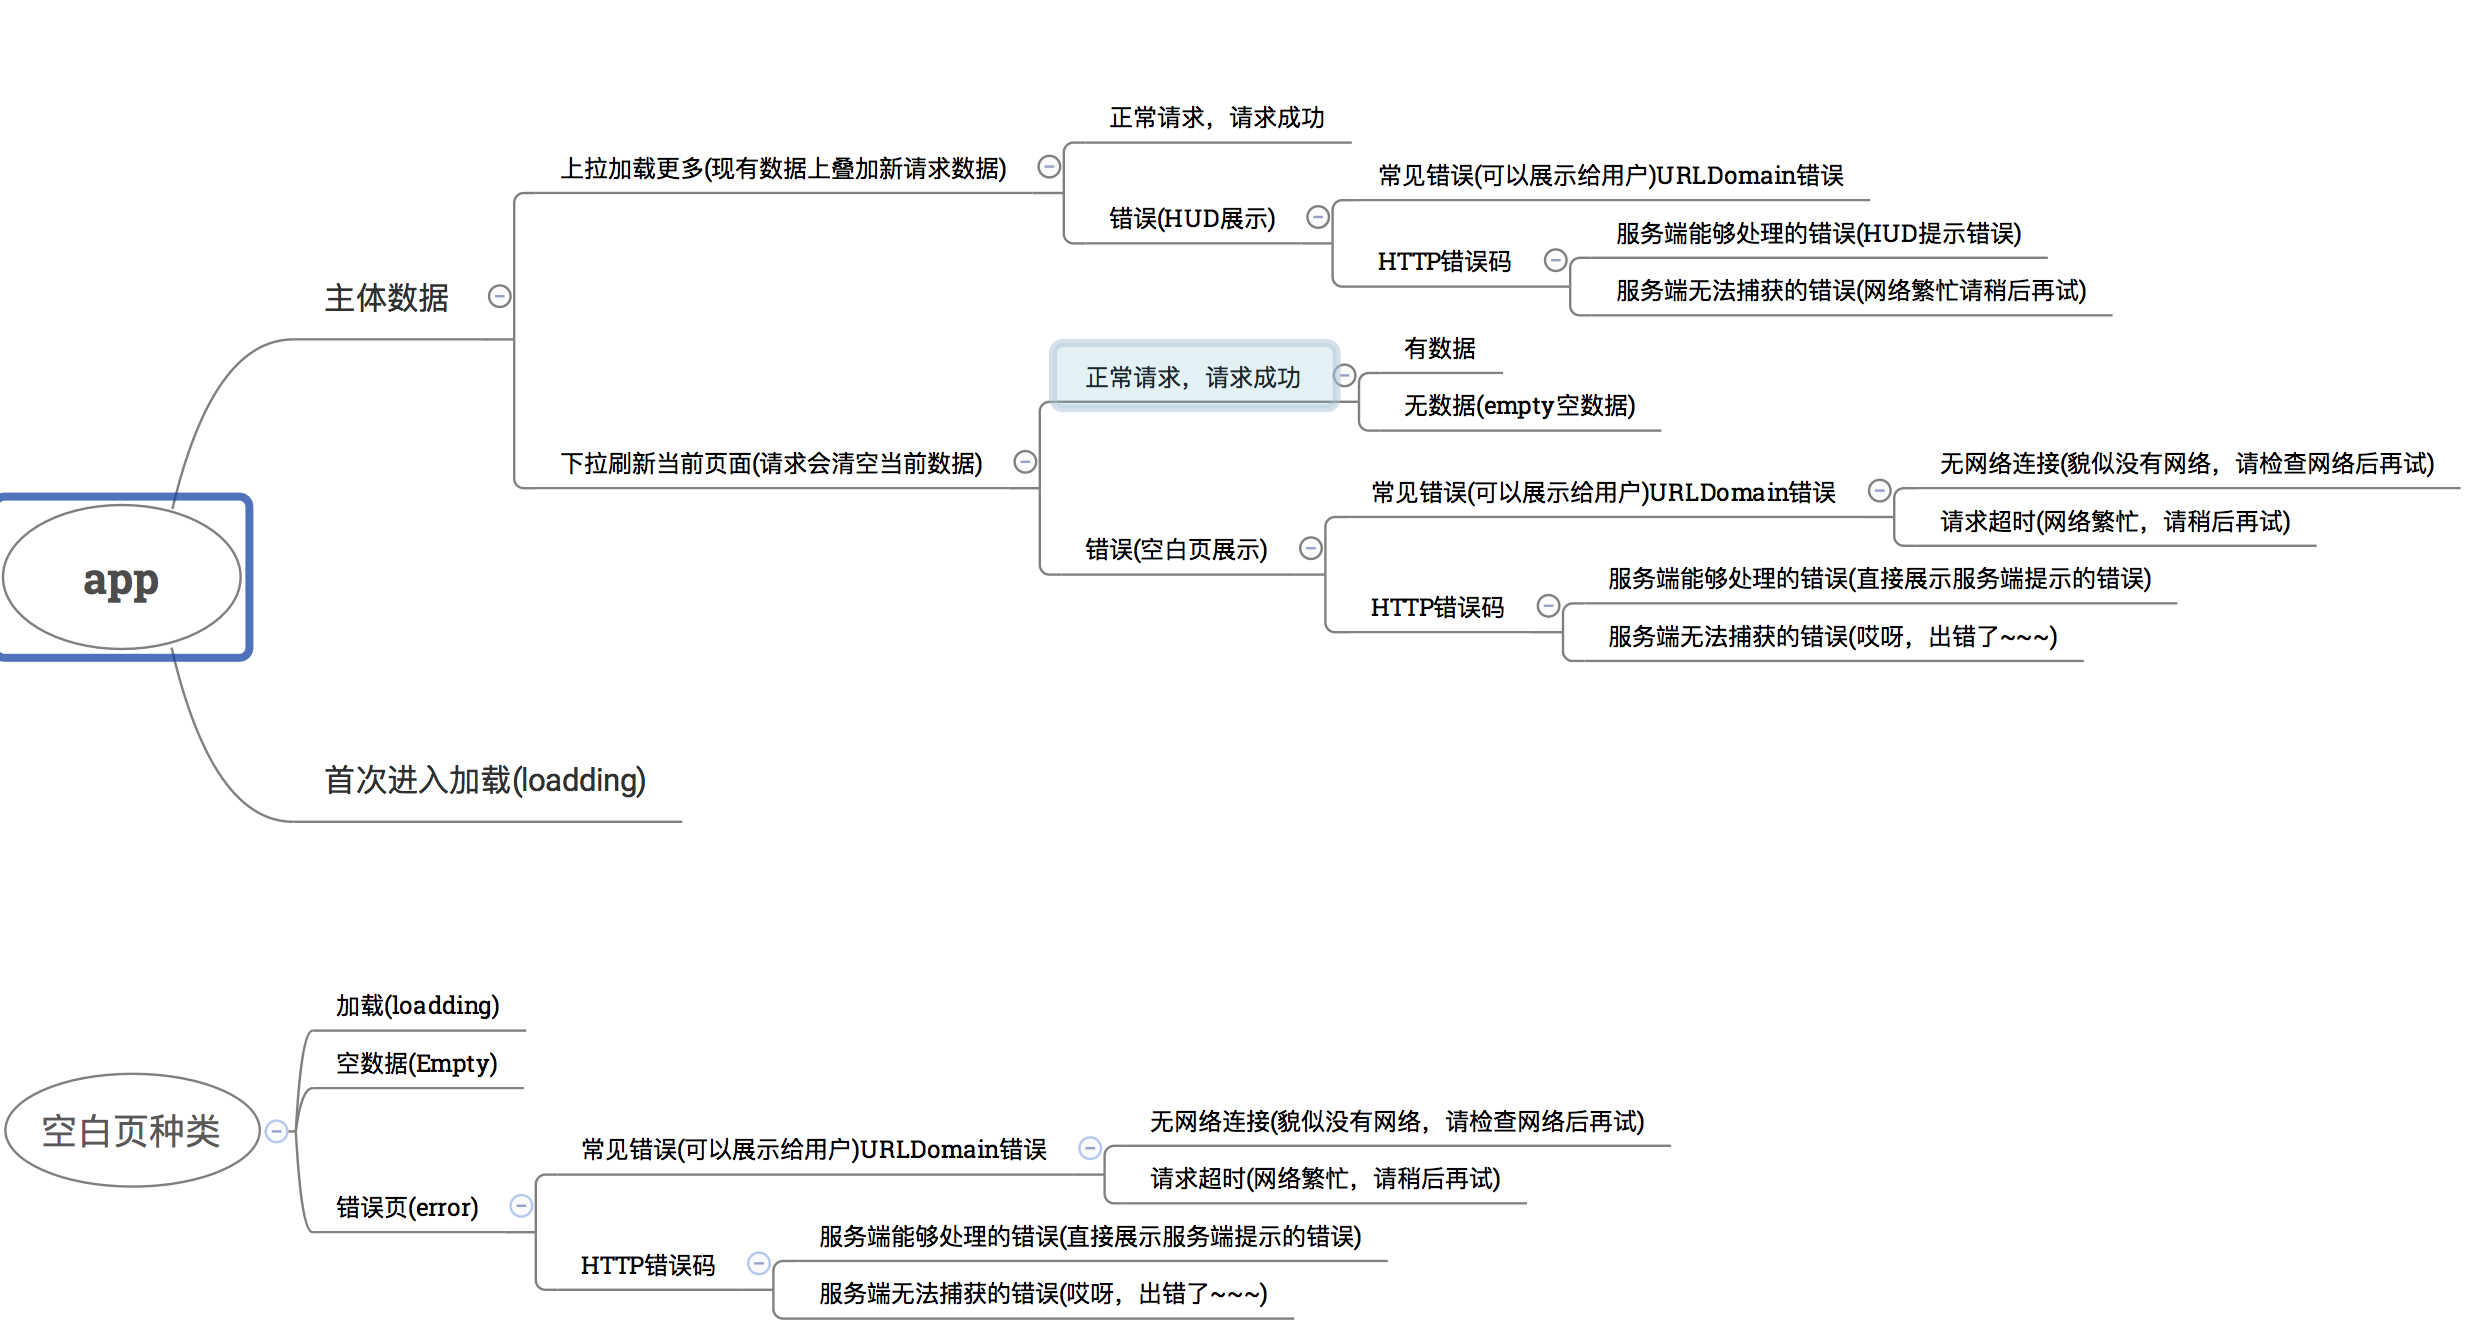 正常请求，请求成功
上拉加载更多(现有数据上叠加新请求数据)
常见错误(可以展示给用户)URLDomain错误
错误(HUD展示)
服务端能够处理的错误(HUD提示错误)
HTTP错误码
服务端无法捕获的错误(网络繁忙请稍后再试)
主体数据
有数据
正常请求，请求成功
无数据(empty空数据)
下拉刷新当前页面(请求会清空当前数据)
无网络连接(貌似没有网络，请检查网络后再试)
常见错误(可以展示给用户)URLDomain错误
请求超时(网络繁忙，请稍后再试)
错误(空白页展示)
服务端能够处理的错误(直接展示服务端提示的错误)
HTTP错误码
服务端无法捕获的错误(哎呀，出错了~~~)
app
首次进入加载(loadding)
加载(loadding)
空数据(Empty)
空白页种类
无网络连接(貌似没有网络，请检查网络后再试)
常见错误(可以展示给用户)URLDomain错误
请求超时(网络繁忙，请稍后再试)
错误页(error)
服务端能够处理的错误(直接展示服务端提示的错误)
HTTP错误码
服务端无法捕获的错误(哎呀，出错了~~~)